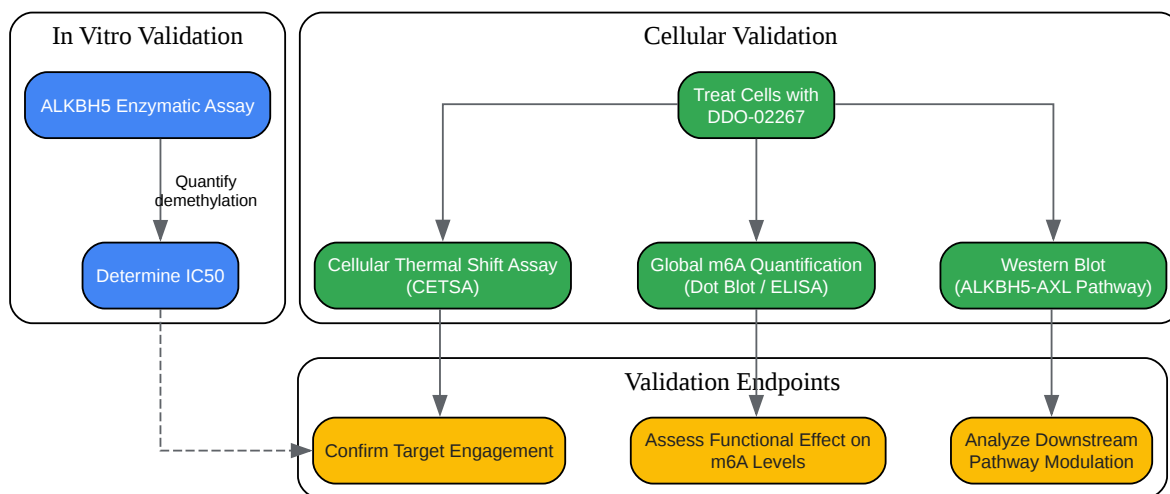 In Vitro Validation
ALKBH5 Enzymatic Assay
Quantify
demethylation
Determine IC50
Cellular Validation
Treat Cells with
DDO-02267
Cellular Thermal Shift Assay
(CETSA)
Global m6A Quantification
(Dot Blot / ELISA)
Western Blot
(ALKBH5-AXL Pathway)
Validation Endpoints
Confirm Target Engagement
Assess Functional Effect on
m6A Levels
Analyze Downstream
Pathway Modulation